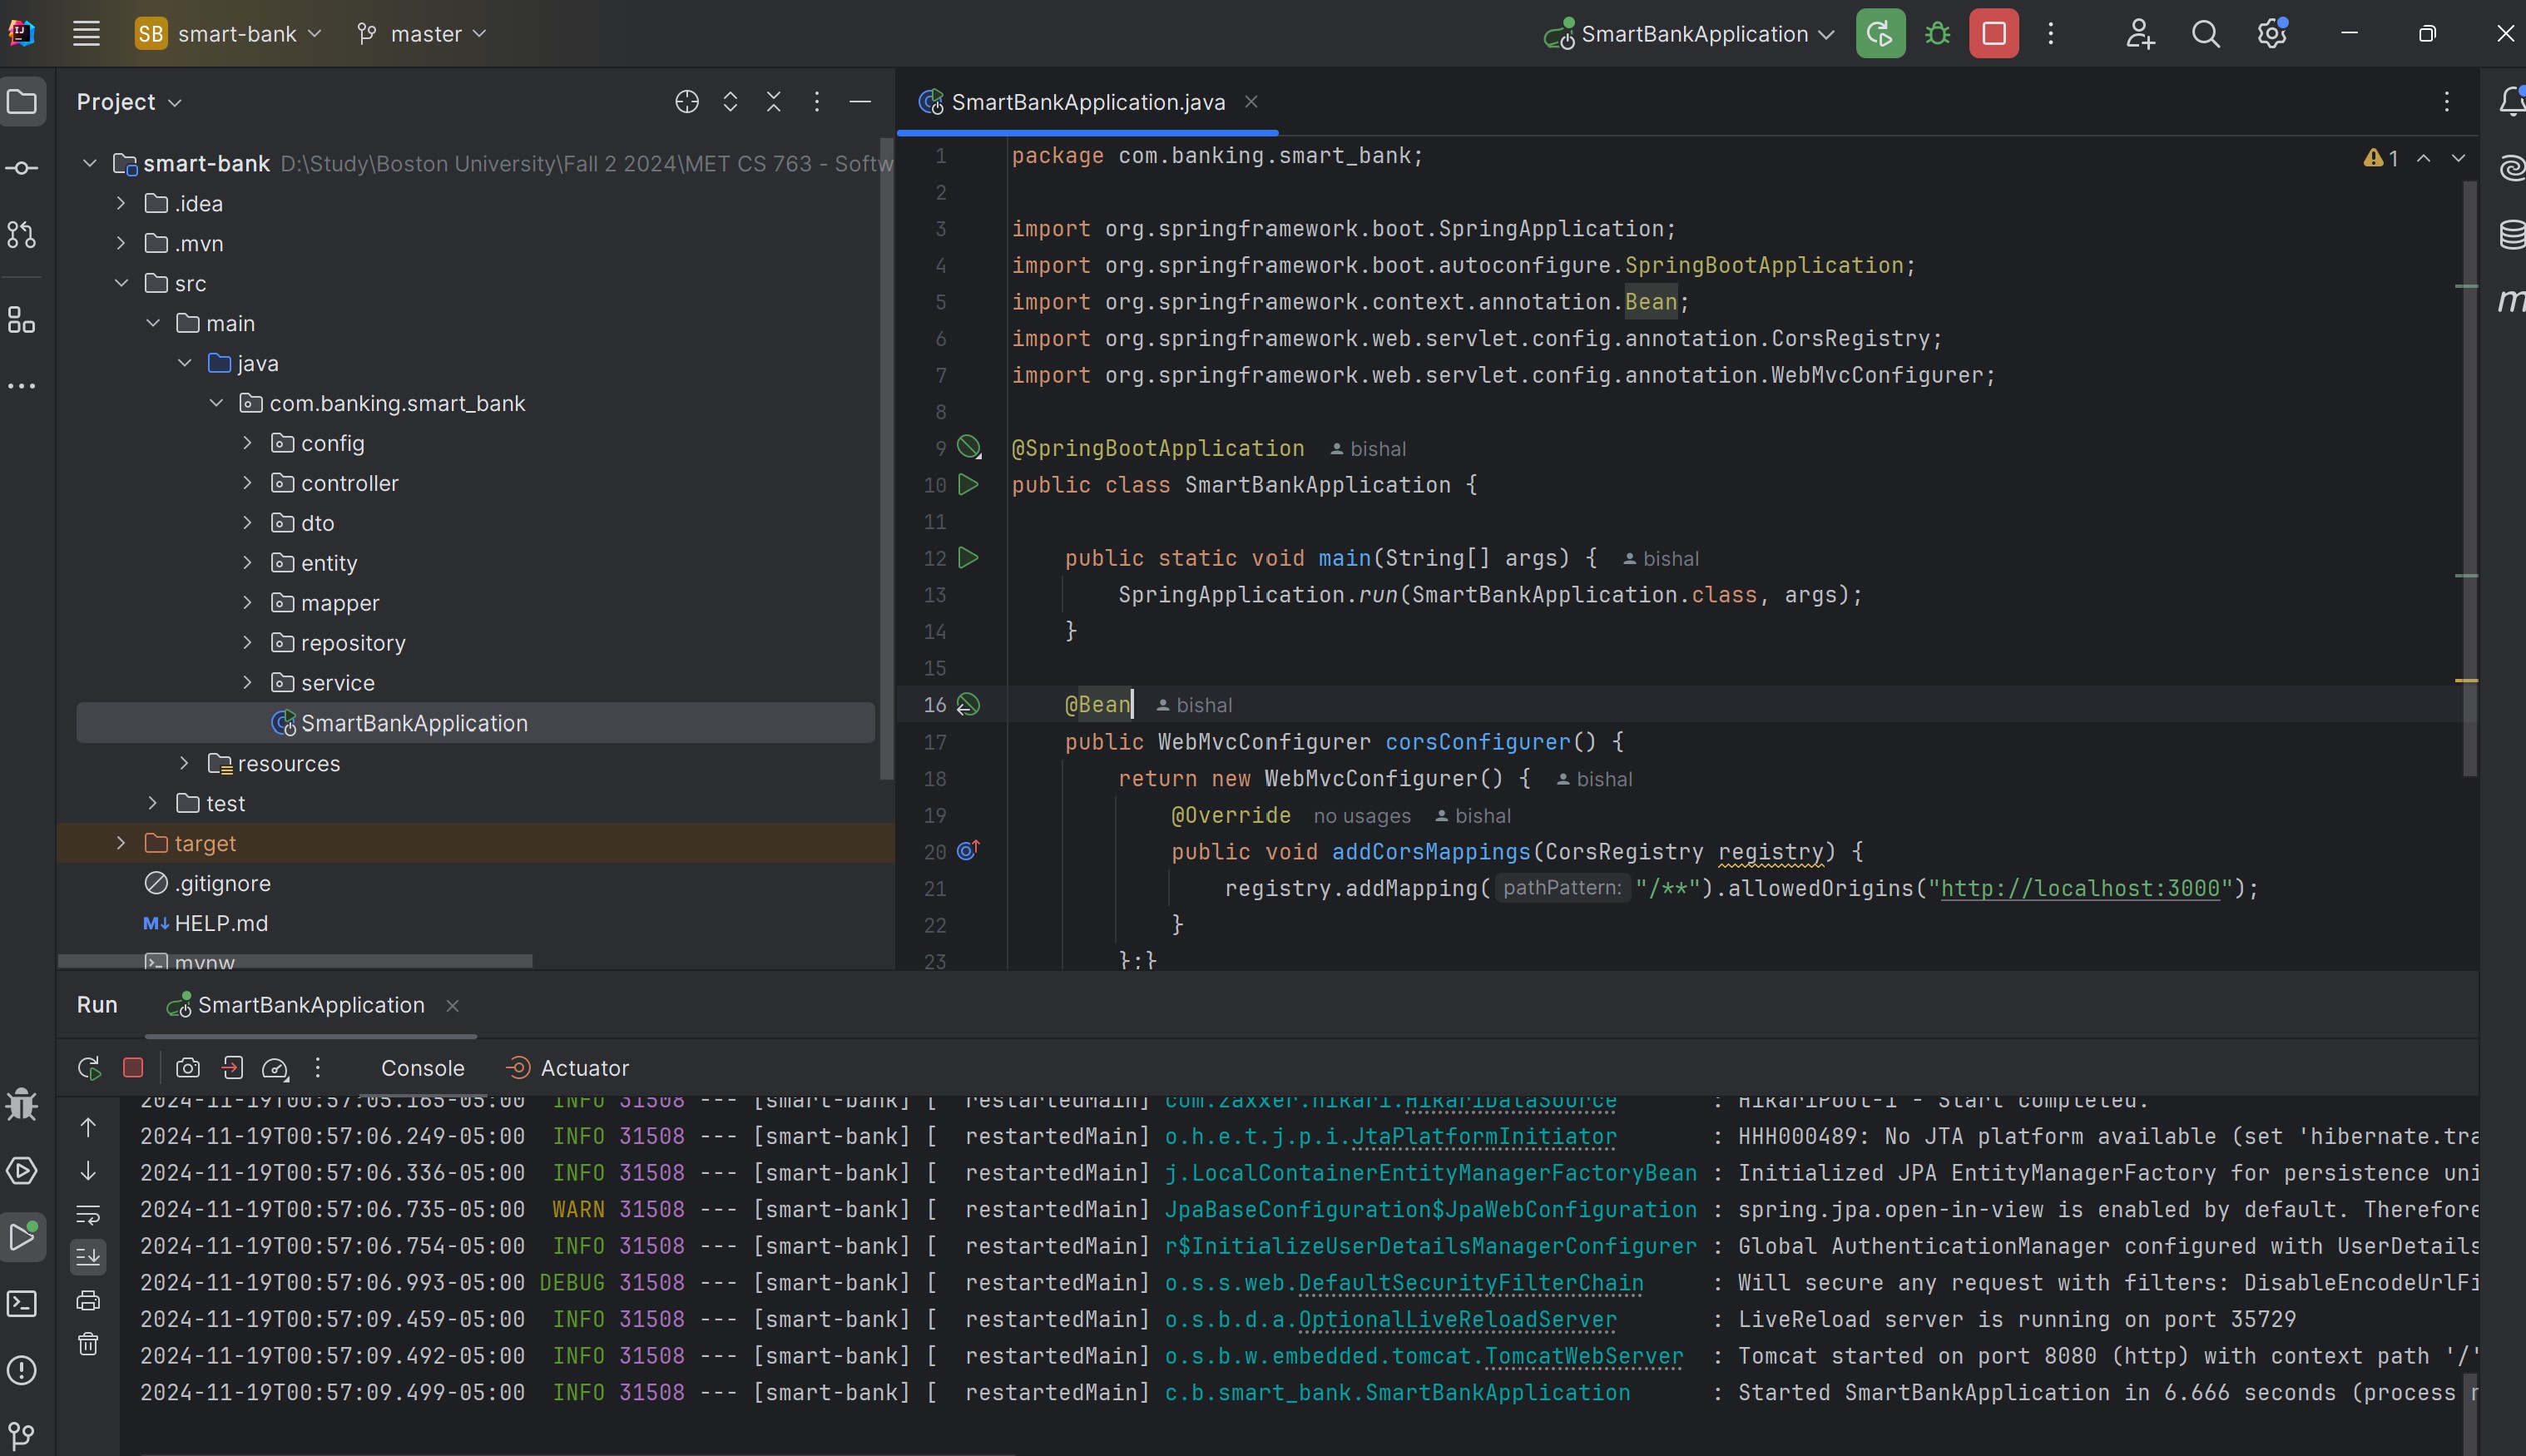 SB smart-bank master SmartBankApplication
Project
SmartBankApplication.java
smart-bank D:\Study\Boston University\Fall 2 2024\MET CS 763 - Softw
.idea
.mvn
src
main
java
com.banking.smart_bank
config
controller
dto
entity
mapper
repository
service
SmartBankApplication
resources
test
target
.gitignore
HELP.md
mvnw
1
1 package com.banking.smart_bank;
2
3 import org.springframework.boot.SpringApplication;
4 import org.springframework.boot.autoconfigure.SpringBootApplication;
5 import org.springframework.context.annotation.Bean;
6 import org.springframework.web.servlet.config.annotation.CorsRegistry;
7 import org.springframework.web.servlet.config.annotation.WebMvcConfigurer;
8
9 @SpringBootApplication bishal
10 public class SmartBankApplication {
11
12 public static void main(String[] args) { bishal
13 SpringApplication.run(SmartBankApplication.class, args);
14 }
15
16 @Bean bishal
17 public WebMvcConfigurer corsConfigurer() {
18 return new WebMvcConfigurer() { bishal
19 @Override no usages bishal
20 public void addCorsMappings(CorsRegistry registry) {
21 registry.addMapping( pathPattern: "/**").allowedOrigins("http://localhost:3000");
22 }
23 };}
Run SmartBankApplication
Console Actuator
2024-11-19T00:57:05.165-05:00 INFO 31508 --- [smart-bank] [ restartedMain] com.zaxxer.hikari.HikariDataSource : HikariPool-1 - Start completed.
2024-11-19T00:57:06.249-05:00 INFO 31508 --- [smart-bank] [ restartedMain] o.h.e.t.j.p.i.JtaPlatformInitiator : HHH000489: No JTA platform available (set 'hibernate.tra
2024-11-19T00:57:06.336-05:00 INFO 31508 --- [smart-bank] [ restartedMain] j.LocalContainerEntityManagerFactoryBean : Initialized JPA EntityManagerFactory for persistence uni
2024-11-19T00:57:06.735-05:00 WARN 31508 --- [smart-bank] [ restartedMain] JpaBaseConfiguration$JpaWebConfiguration : spring.jpa.open-in-view is enabled by default. Therefore
2024-11-19T00:57:06.754-05:00 INFO 31508 --- [smart-bank] [ restartedMain] r$InitializeUserDetailsManagerConfigurer : Global AuthenticationManager configured with UserDetails
2024-11-19T00:57:06.993-05:00 DEBUG 31508 --- [smart-bank] [ restartedMain] o.s.s.web.DefaultSecurityFilterChain : Will secure any request with filters: DisableEncodeUrlFi
2024-11-19T00:57:09.459-05:00 INFO 31508 --- [smart-bank] [ restartedMain] o.s.b.d.a.OptionalLiveReloadServer : LiveReload server is running on port 35729
2024-11-19T00:57:09.492-05:00 INFO 31508 --- [smart-bank] [ restartedMain] o.s.b.w.embedded.tomcat.TomcatWebServer : Tomcat started on port 8080 (http) with context path '/'
2024-11-19T00:57:09.499-05:00 INFO 31508 --- [smart-bank] [ restartedMain] c.b.smart_bank.SmartBankApplication : Started SmartBankApplication in 6.666 seconds (process r